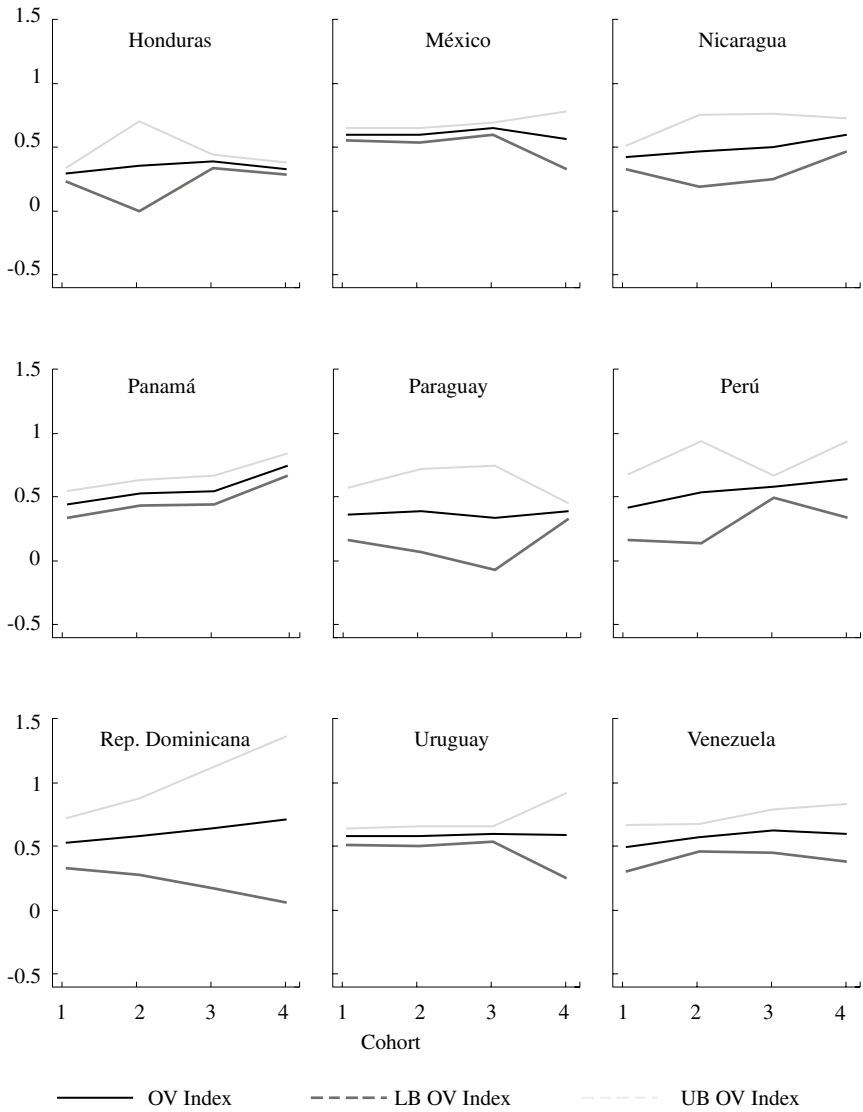 1.5
Honduras México Nicaragua
1
0.5
0
-0.5
1.5
Panamá Paraguay Perú
1
0.5
0
-0.5
1.5
Rep. Dominicana Uruguay Venezuela
1
0.5
0
-0.5
1 2 3 4 1 2 3 4 1 2 3 4
Cohort
OV Index LB OV Index UB OV Index